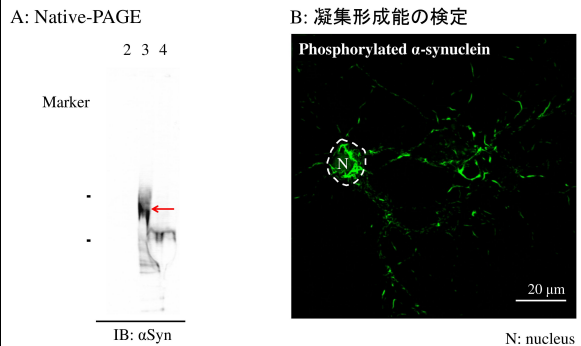 A: Native-PAGE
2 3 4
Marker
IB: αSyn
B: 凝集形成能の検定
Phosphorylated α-synuclein
N
20 μm
N: nucleus